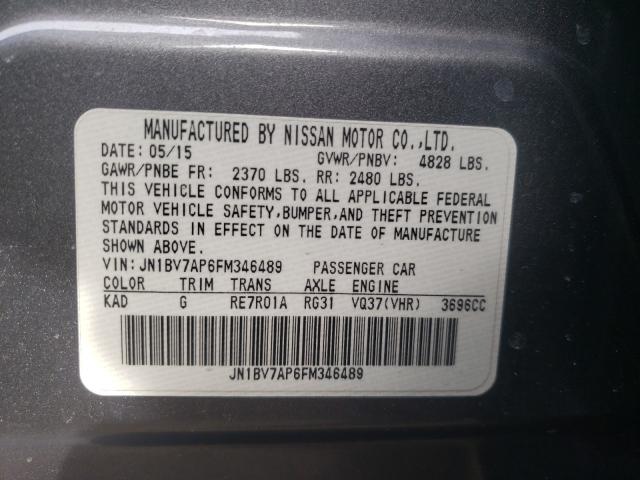 MANUFACTURED BY NISSAN MOTOR CO.,LTD.
DATE: 05/15 GVWR/PNBV: 4828 LBS.
GAWR/PNBE FR: 2370 LBS. RR: 2480 LBS.
THIS VEHICLE CONFORMS TO ALL APPLICABLE FEDERAL
MOTOR VEHICLE SAFETY,BUMPER,AND THEFT PREVENTION
STANDARDS IN EFFECT ON THE DATE OF MANUFACTURE
SHOWN ABOVE.
VIN:JN1BV7AP6FM346489 PASSENGER CAR
COLOR TRIM TRANS AXLE ENGINE
KAD G RE7R01A RG31 VQ37(VHR) 3696CC
JN1BV7AP6FM346489